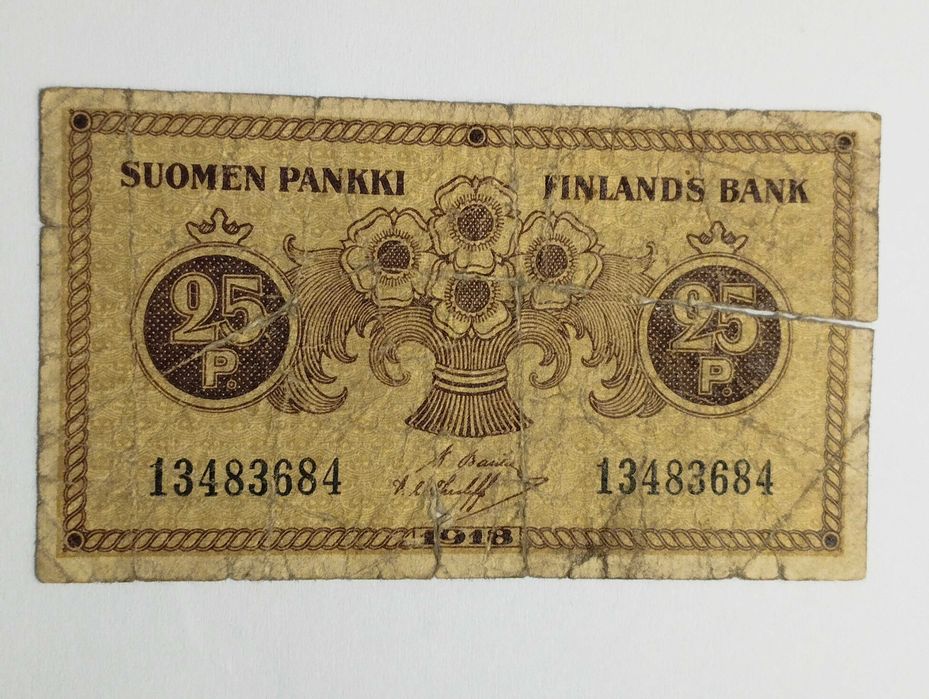 SUOMEN PANKKI FINLANDS BANK
25 25
P. P.
13483684 13483684
1918